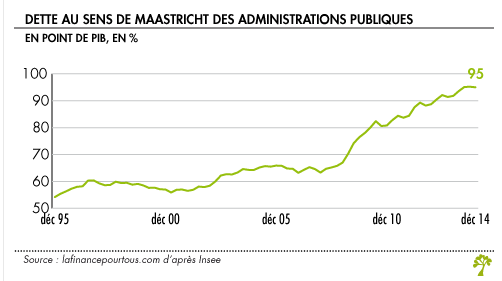 DETTE AU SENS DE MAASTRICHT DES ADMINISTRATIONS PUBLIQUES
EN POINT DE PIB, EN %
100
95
90
80
70
60
50
déc 95 déc 00 déc 05 déc 10 déc 14
Source : lafinancepourtous.com d'après Insee